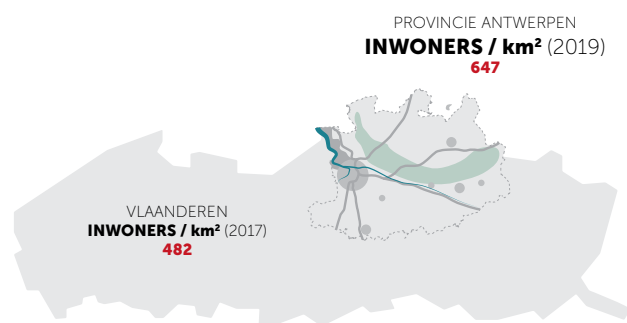 PROVINCIE ANTWERPEN
INWONERS / km² (2019)
647
VLAANDEREN
INWONERS / km² (2017)
482